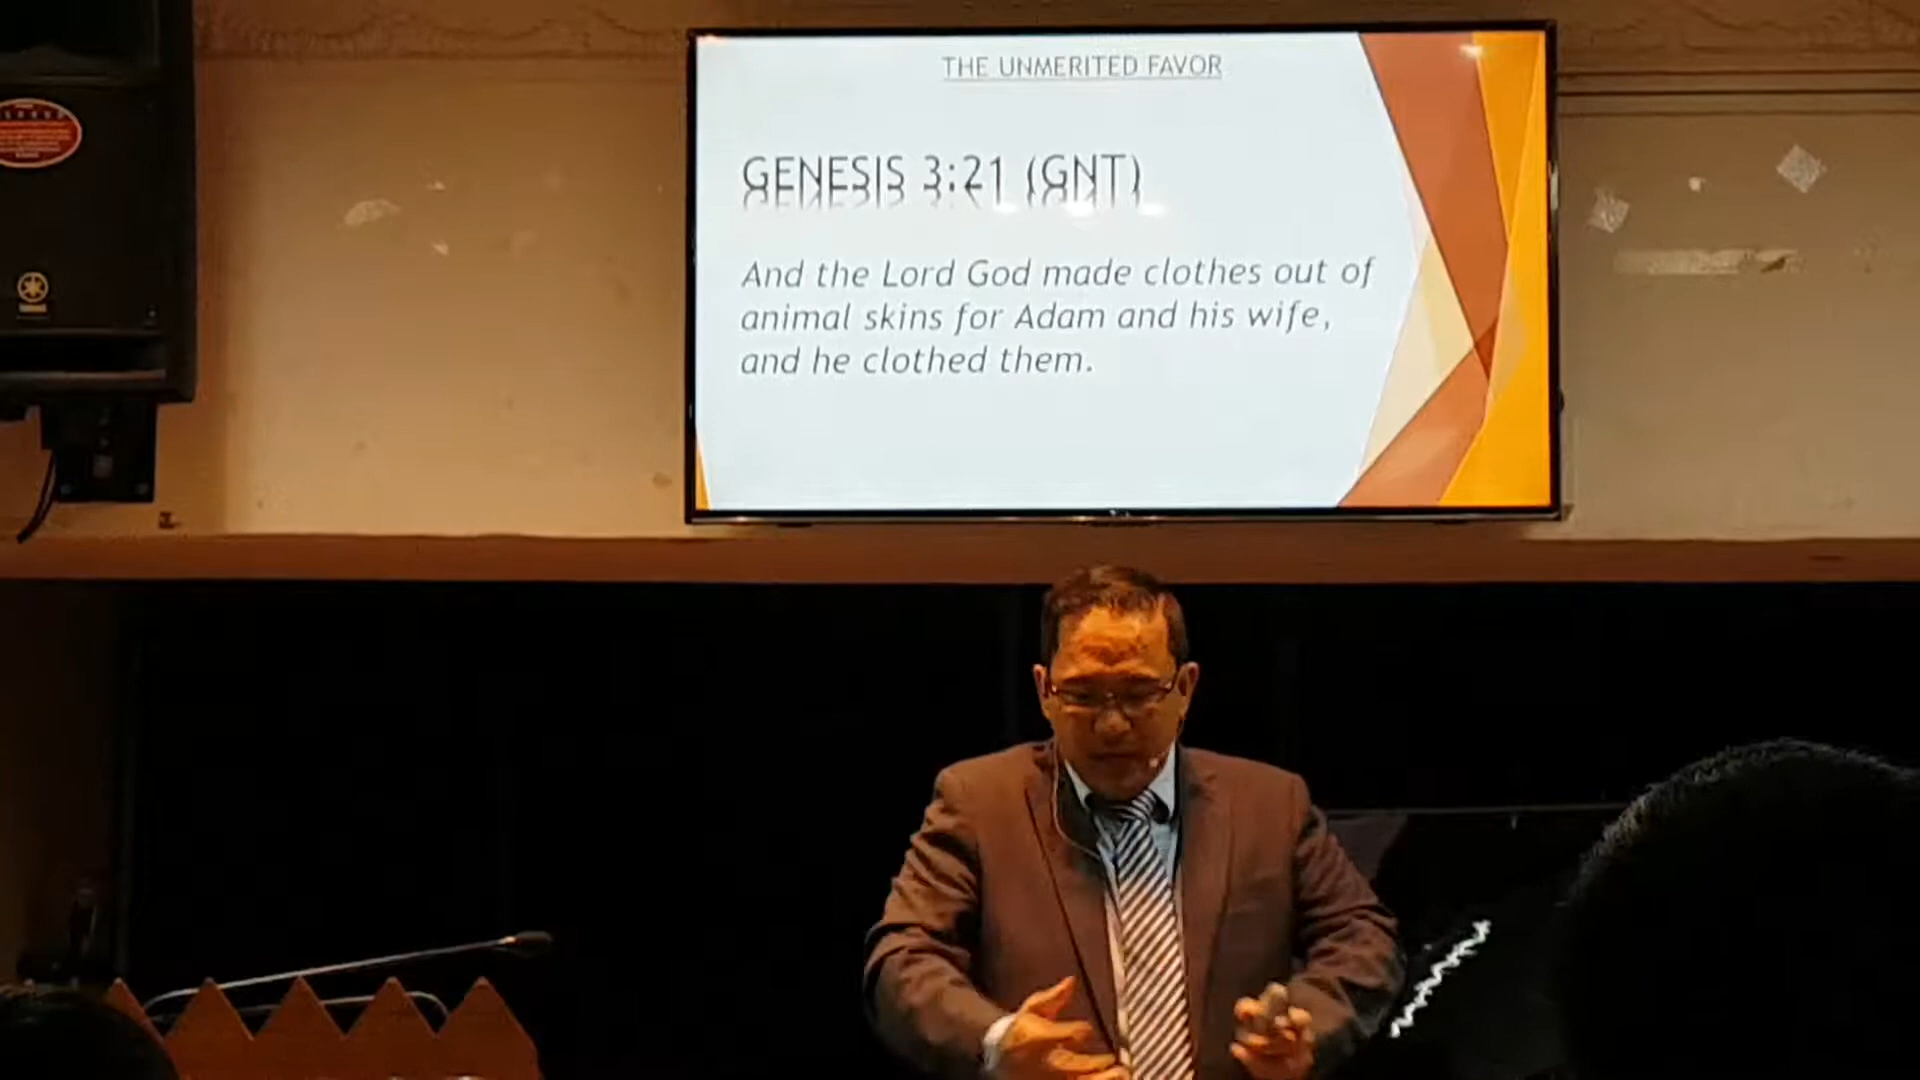 THE UNMERITED FAVOR
GENESIS 3:21 (GNT)
And the Lord God made clothes out of
animal skins for Adam and his wife,
and he clothed them.